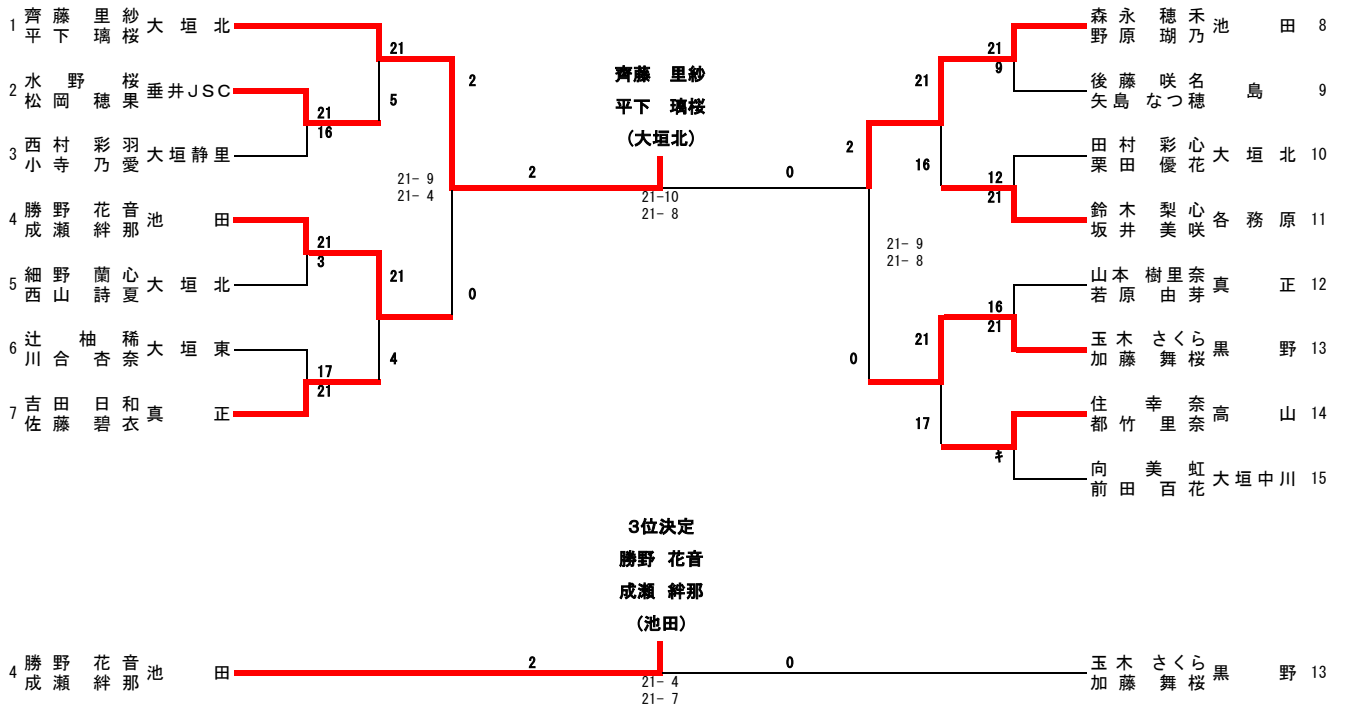 1 齊藤 里紗 大垣北
平下 璃桜
2 水野 桜 垂井JSC
松岡 穂果
3 西村 彩羽 大垣静里
小寺 乃愛
4 勝野 花音 池田
成瀬 絆那
5 細野 蘭心 大垣北
西山 詩夏
6 辻 柚稀 大垣東
川合 杏奈
7 吉田 日和 真正
佐藤 碧衣
21
5
21
16
21
3
21
4
17
21
2
0
21- 9
21- 4
2
齊藤 里紗
平下 璃桜
(大垣北)
21-10
21- 8
0
2
0
21- 9
21- 8
21
16
21
17
21
9
12
21
16
21
キ
森永 穂禾 池田 8
野原 瑚乃
後藤 咲名 島 9
矢島 なつ穂
田村 彩心 大垣北 10
栗田 優花
鈴木 梨心 各務原 11
坂井 美咲
山本 樹里奈 真正 12
若原 由芽
玉木 さくら 黒野 13
加藤 舞桜
住 幸奈 高山 14
都竹 里奈
向 美虹 大垣中川 15
前田 百花
3位決定
勝野 花音
成瀬 絆那
(池田)
4 勝野 花音 池田
成瀬 絆那
2
21- 4
21- 7
0
玉木 さくら 黒野 13
加藤 舞桜